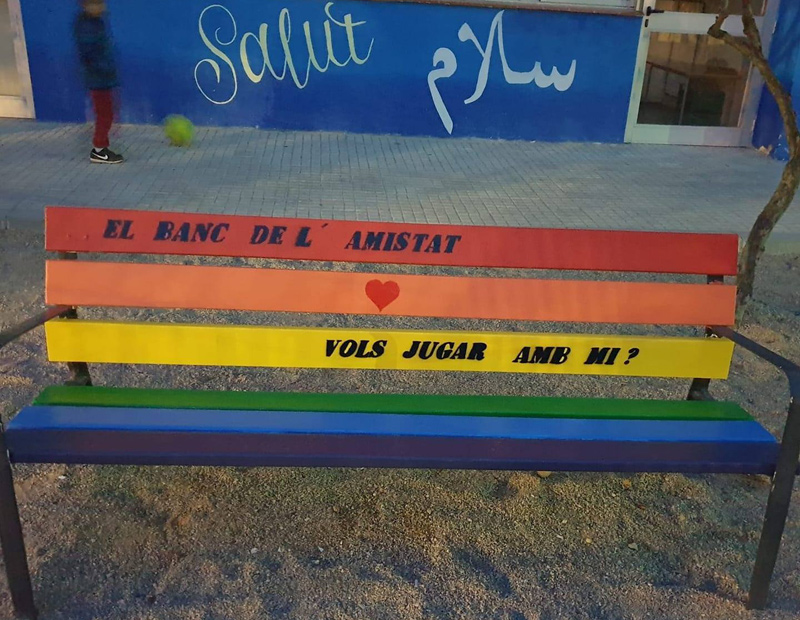 Salut سلام
EL BANC DE L´ AMISTAT
VOLS JUGAR AMB MI ?